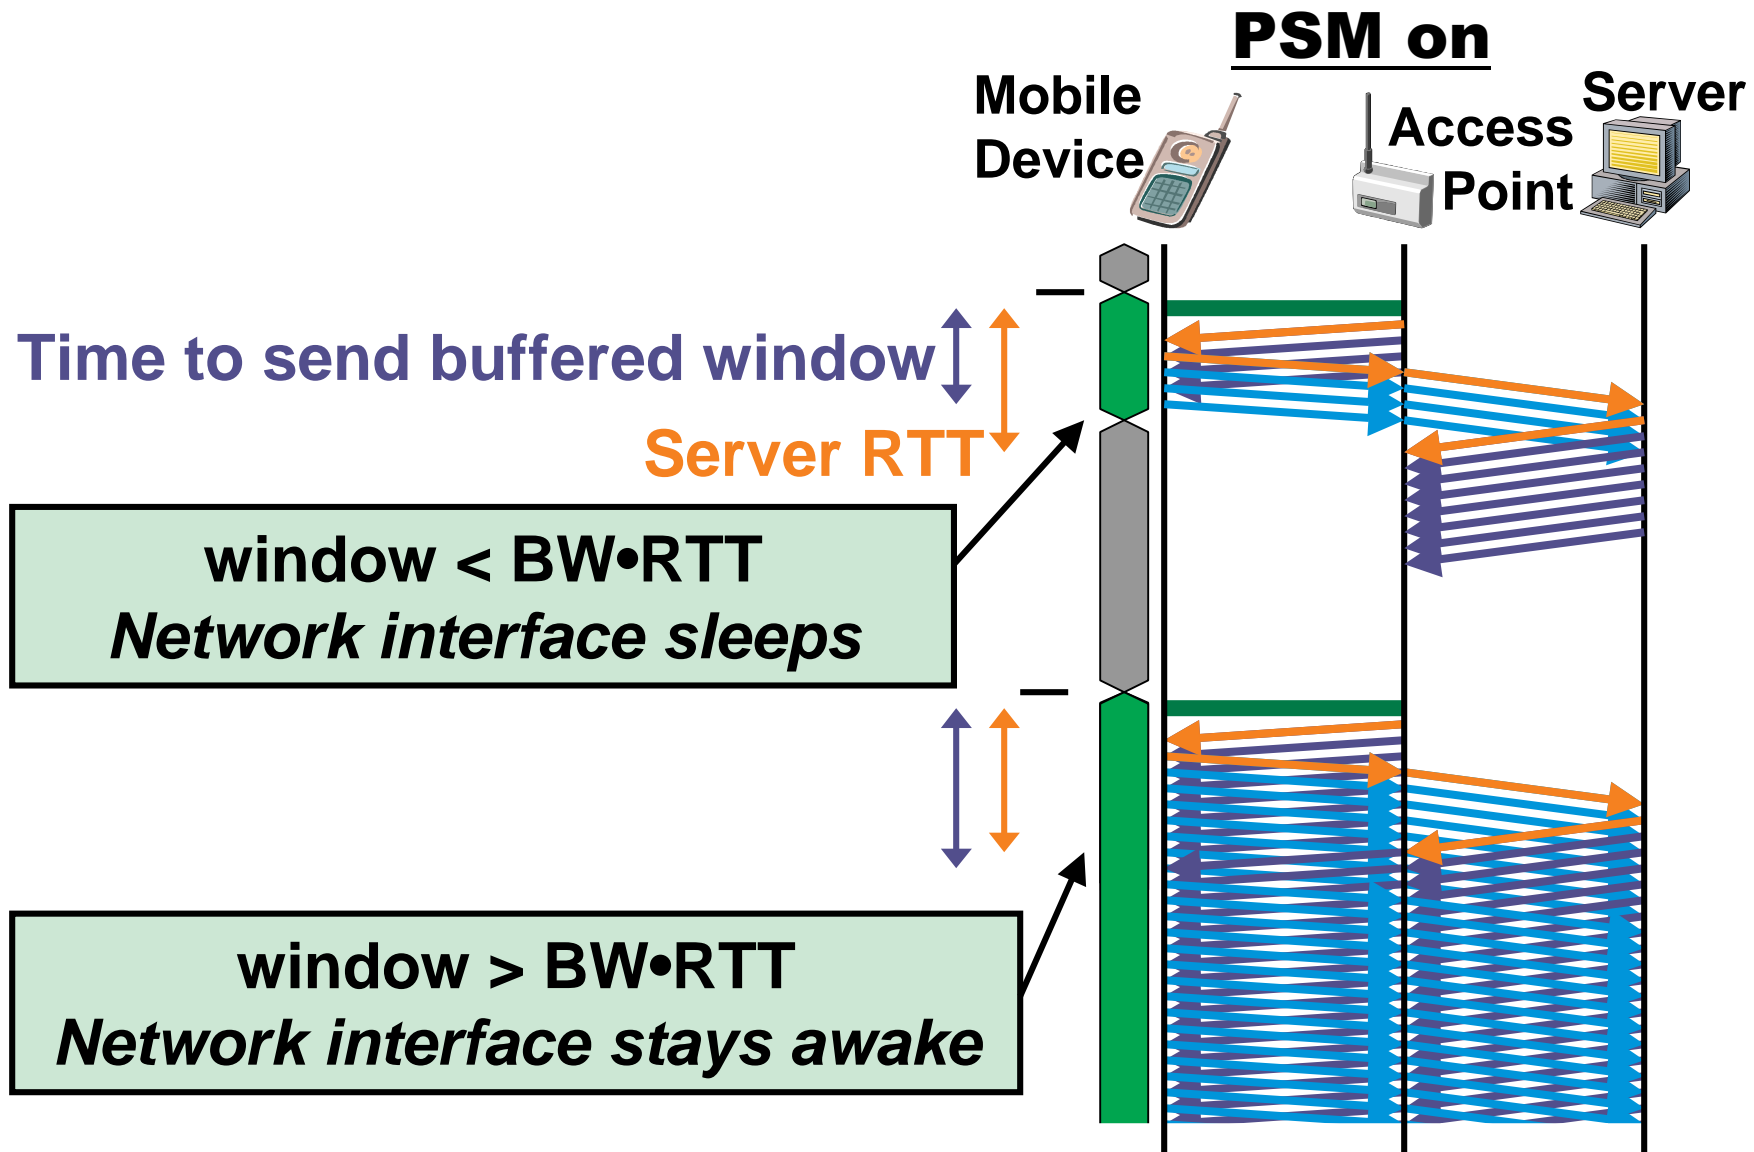 PSM on
Mobile
Device
Access
Point
Server
Time to send buffered window
Server RTT
window < BW•RTT
Network interface sleeps
window > BW•RTT
Network interface stays awake